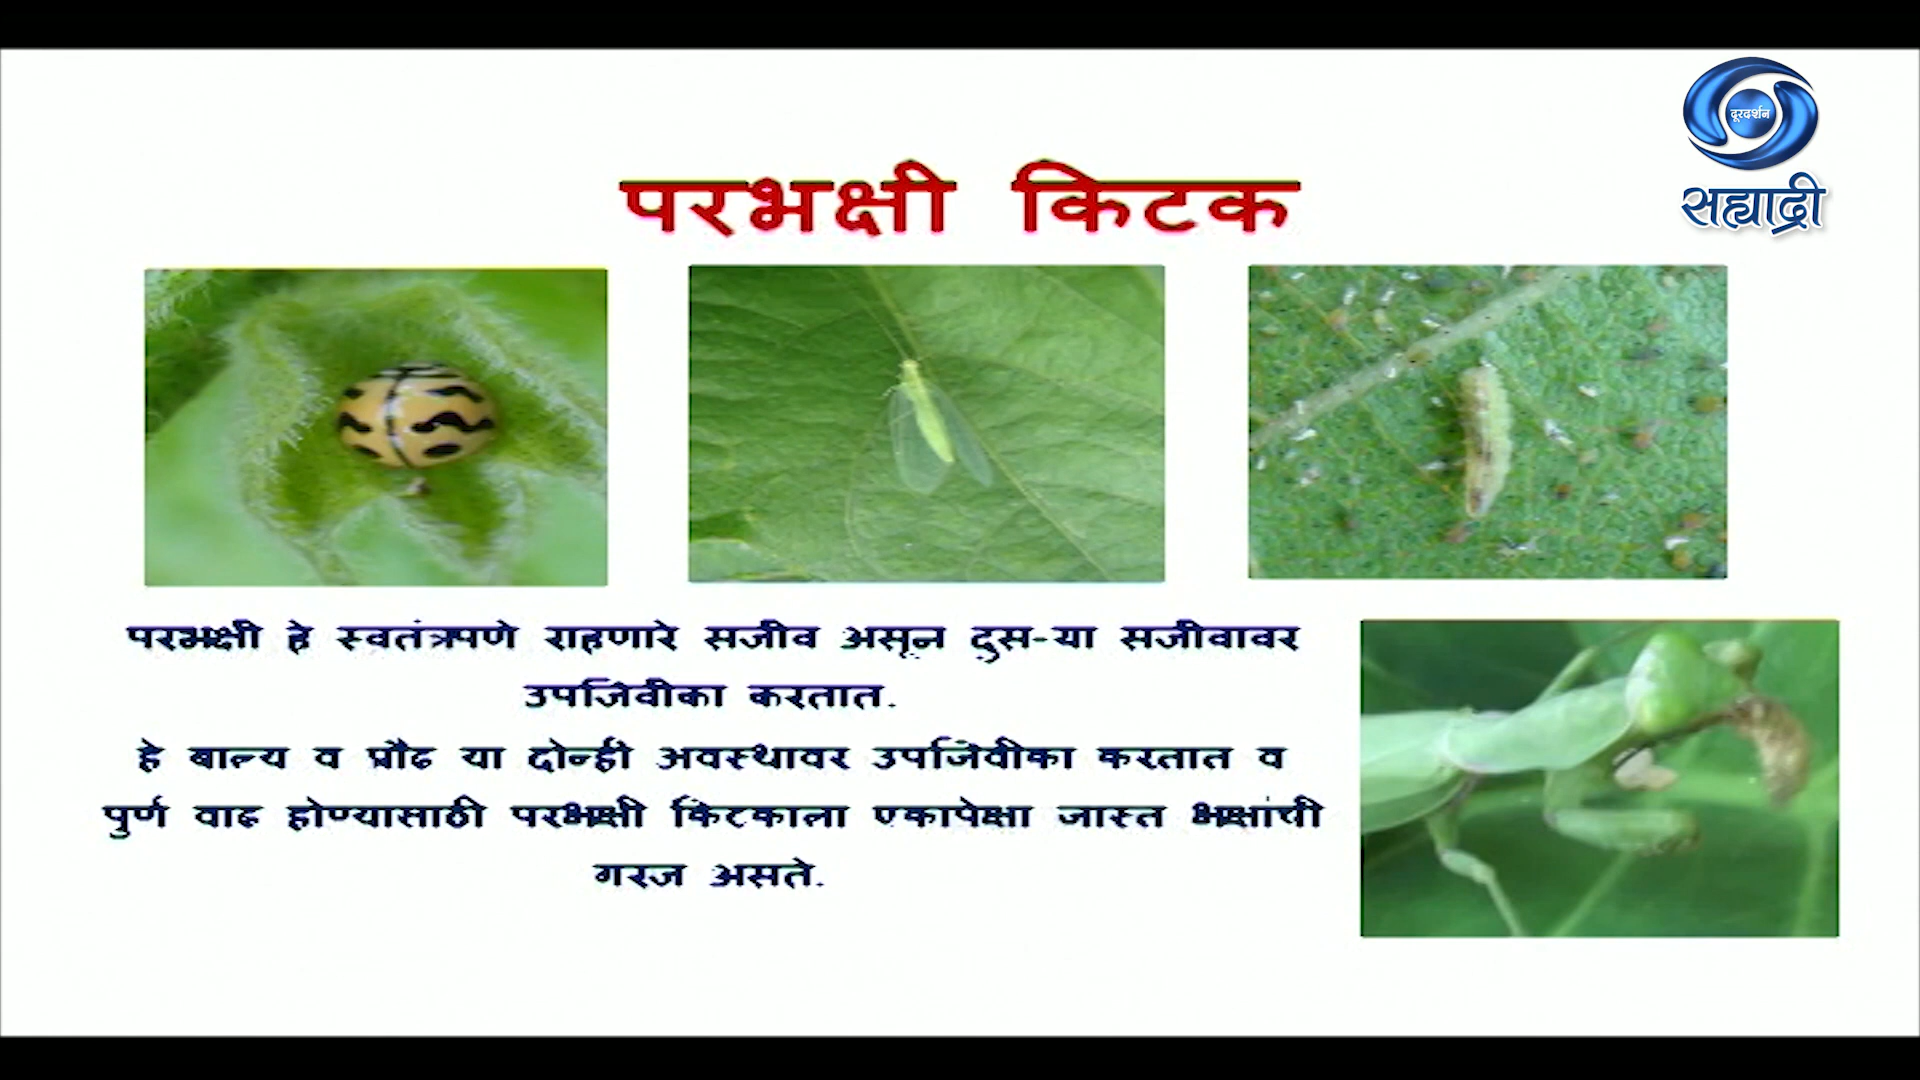 दूरदर्शन
सह्याद्री
परभक्षी किटक
परभक्षी हे स्वतंत्रपणे राहणारे सजीव असून दुस-या सजीवावर
उपजिवीका करतात.
हे बाल्य व प्रौढ या दोन्ही अवस्थावर उपजिवीका करतात व
पुर्ण वाढ होण्यासाठी परभक्षी किटकाला एकापेक्षा जास्त भक्षांची
गरज असते.